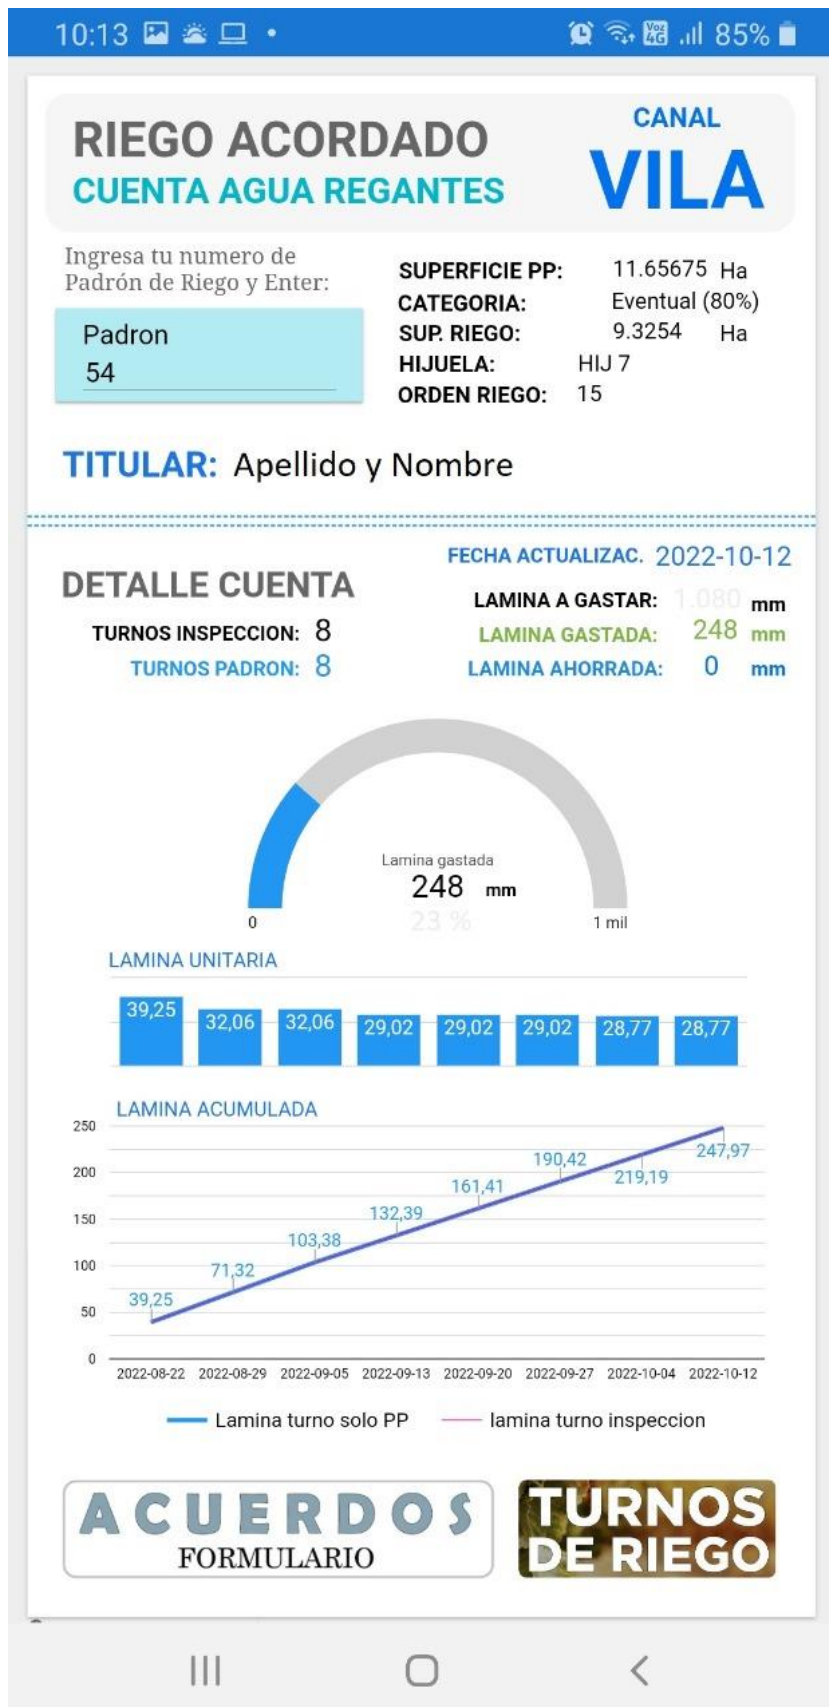 10:13
Voz 4G 85%
RIEGO ACORDADO
CUENTA AGUA REGANTES
CANAL
VILA
Ingresa tu numero de
Padrón de Riego y Enter:
Padron
54
SUPERFICIE PP: 11.65675 Ha
CATEGORIA: Eventual (80%)
SUP. RIEGO: 9.3254 Ha
HIJUELA: HIJ 7
ORDEN RIEGO: 15
TITULAR: Apellido y Nombre
DETALLE CUENTA
TURNOS INSPECCION: 8
TURNOS PADRON: 8
FECHA ACTUALIZAC. 2022-10-12
LAMINA A GASTAR: 1.080 mm
LAMINA GASTADA: 248 mm
LAMINA AHORRADA: 0 mm
Lamina gastada
248 mm
23 %
0 1 mil
LAMINA UNITARIA
39,25 32,06 32,06 29,02 29,02 29,02 28,77 28,77
LAMINA ACUMULADA
250
200
150
100
50
0
39,25 71,32 103,38 132,39 161,41 190,42 219,19 247,97
2022-08-22 2022-08-29 2022-09-05 2022-09-13 2022-09-20 2022-09-27 2022-10-04 2022-10-12
Lamina turno solo PP lamina turno inspeccion
ACUERDOS
FORMULARIO
TURNOS
DE RIEGO